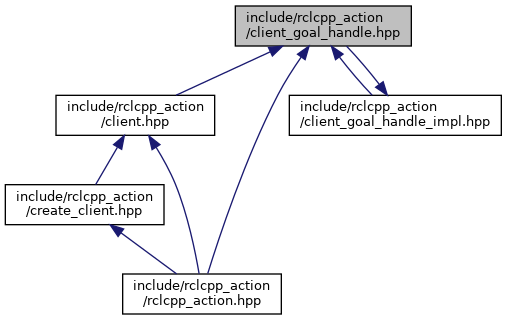 include/rclcpp_action
/client_goal_handle.hpp
include/rclcpp_action
/client.hpp
include/rclcpp_action
/client_goal_handle_impl.hpp
include/rclcpp_action
/create_client.hpp
include/rclcpp_action
/rclcpp_action.hpp